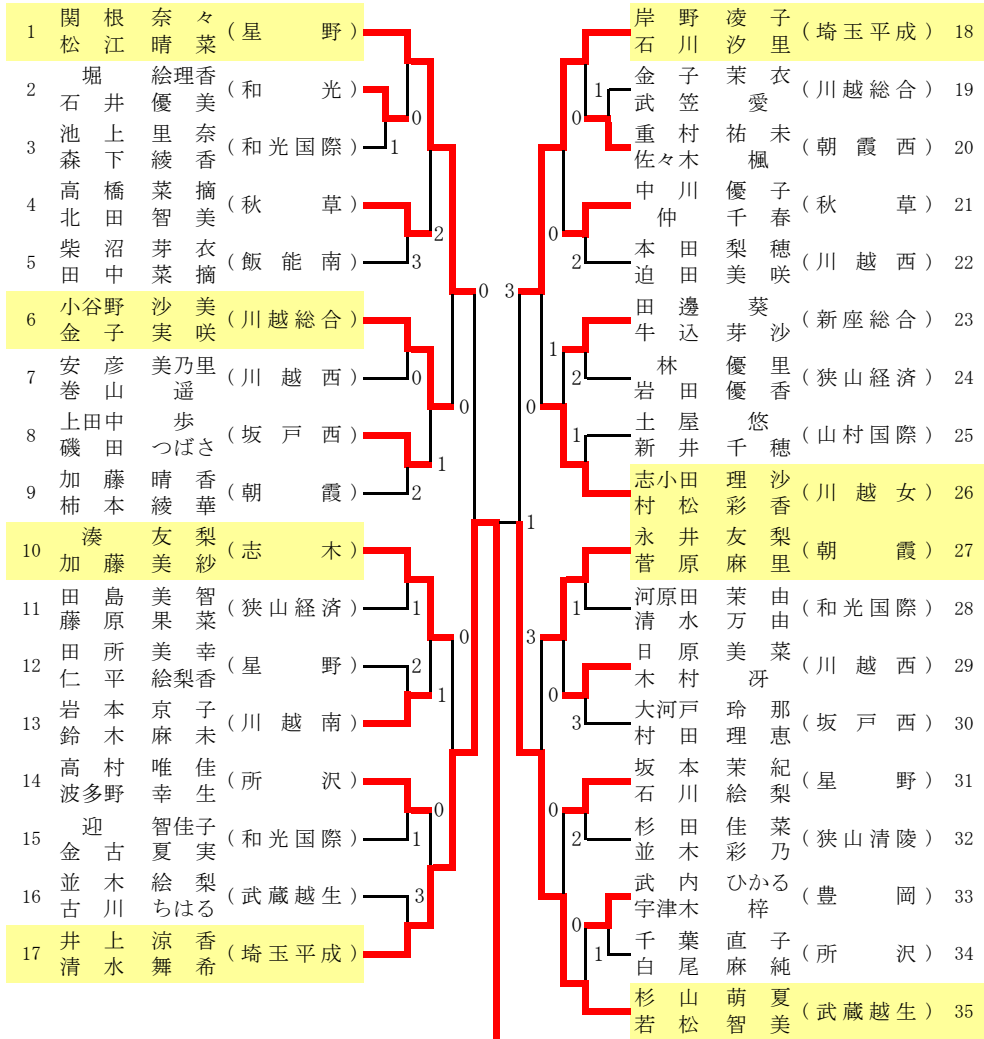 1 関根奈々 (星野)
松江晴菜
2 堀絵理香 (和光)
石井優美
3 池上里奈 (和光国際)
森下綾香
4 高橋菜摘 (秋草)
北田智美
5 柴沼芽衣 (飯能南)
田中菜摘
6 小谷野沙美 (川越総合)
金子実咲
7 安彦美乃里 (川越西)
巻山遥
8 上田中歩 (坂戸西)
磯田つばさ
9 加藤晴香 (朝霞)
柿本綾華
10 湊友梨 (志木)
加藤美紗
11 田島美智 (狭山経済)
藤原果菜
12 田所美幸 (星野)
仁平絵梨香
13 岩本京子 (川越南)
鈴木麻未
14 高村唯佳 (所沢)
波多野幸生
15 迎智佳子 (和光国際)
金古夏実
16 並木絵梨 (武蔵越生)
古川ちはる
17 井上涼香 (埼玉平成)
清水舞希
0
1
2
3
0
0
0
1
2
1
1
0
2
1
0
1
3
岸野凌子 (埼玉平成) 18
石川汐里
金子茉衣 (川越総合) 19
武笠愛
重村祐未 (朝霞西) 20
佐々木楓
中川優子 (秋草) 21
仲千春
本田梨穂 (川越西) 22
迫田美咲
田邊葵 (新座総合) 23
牛込芽沙
林優里 (狭山経済) 24
岩田優香
土屋悠 (山村国際) 25
新井千穂
志小田理沙 (川越女) 26
村松彩香
永井友梨 (朝霞) 27
菅原麻里
河原田茉由 (和光国際) 28
清水万由
日原美菜 (川越西) 29
木村冴
大河戸玲那 (坂戸西) 30
村田理恵
坂本茉紀 (星野) 31
石川絵梨
杉田佳菜 (狭山清陵) 32
並木彩乃
武内ひかる (豊岡) 33
宇津木梓
千葉直子 (所沢) 34
白尾麻純
杉山萌夏 (武蔵越生) 35
若松智美
1
0
0
2
3
1
2
0
1
1
1
3
0
3
0
2
0
1